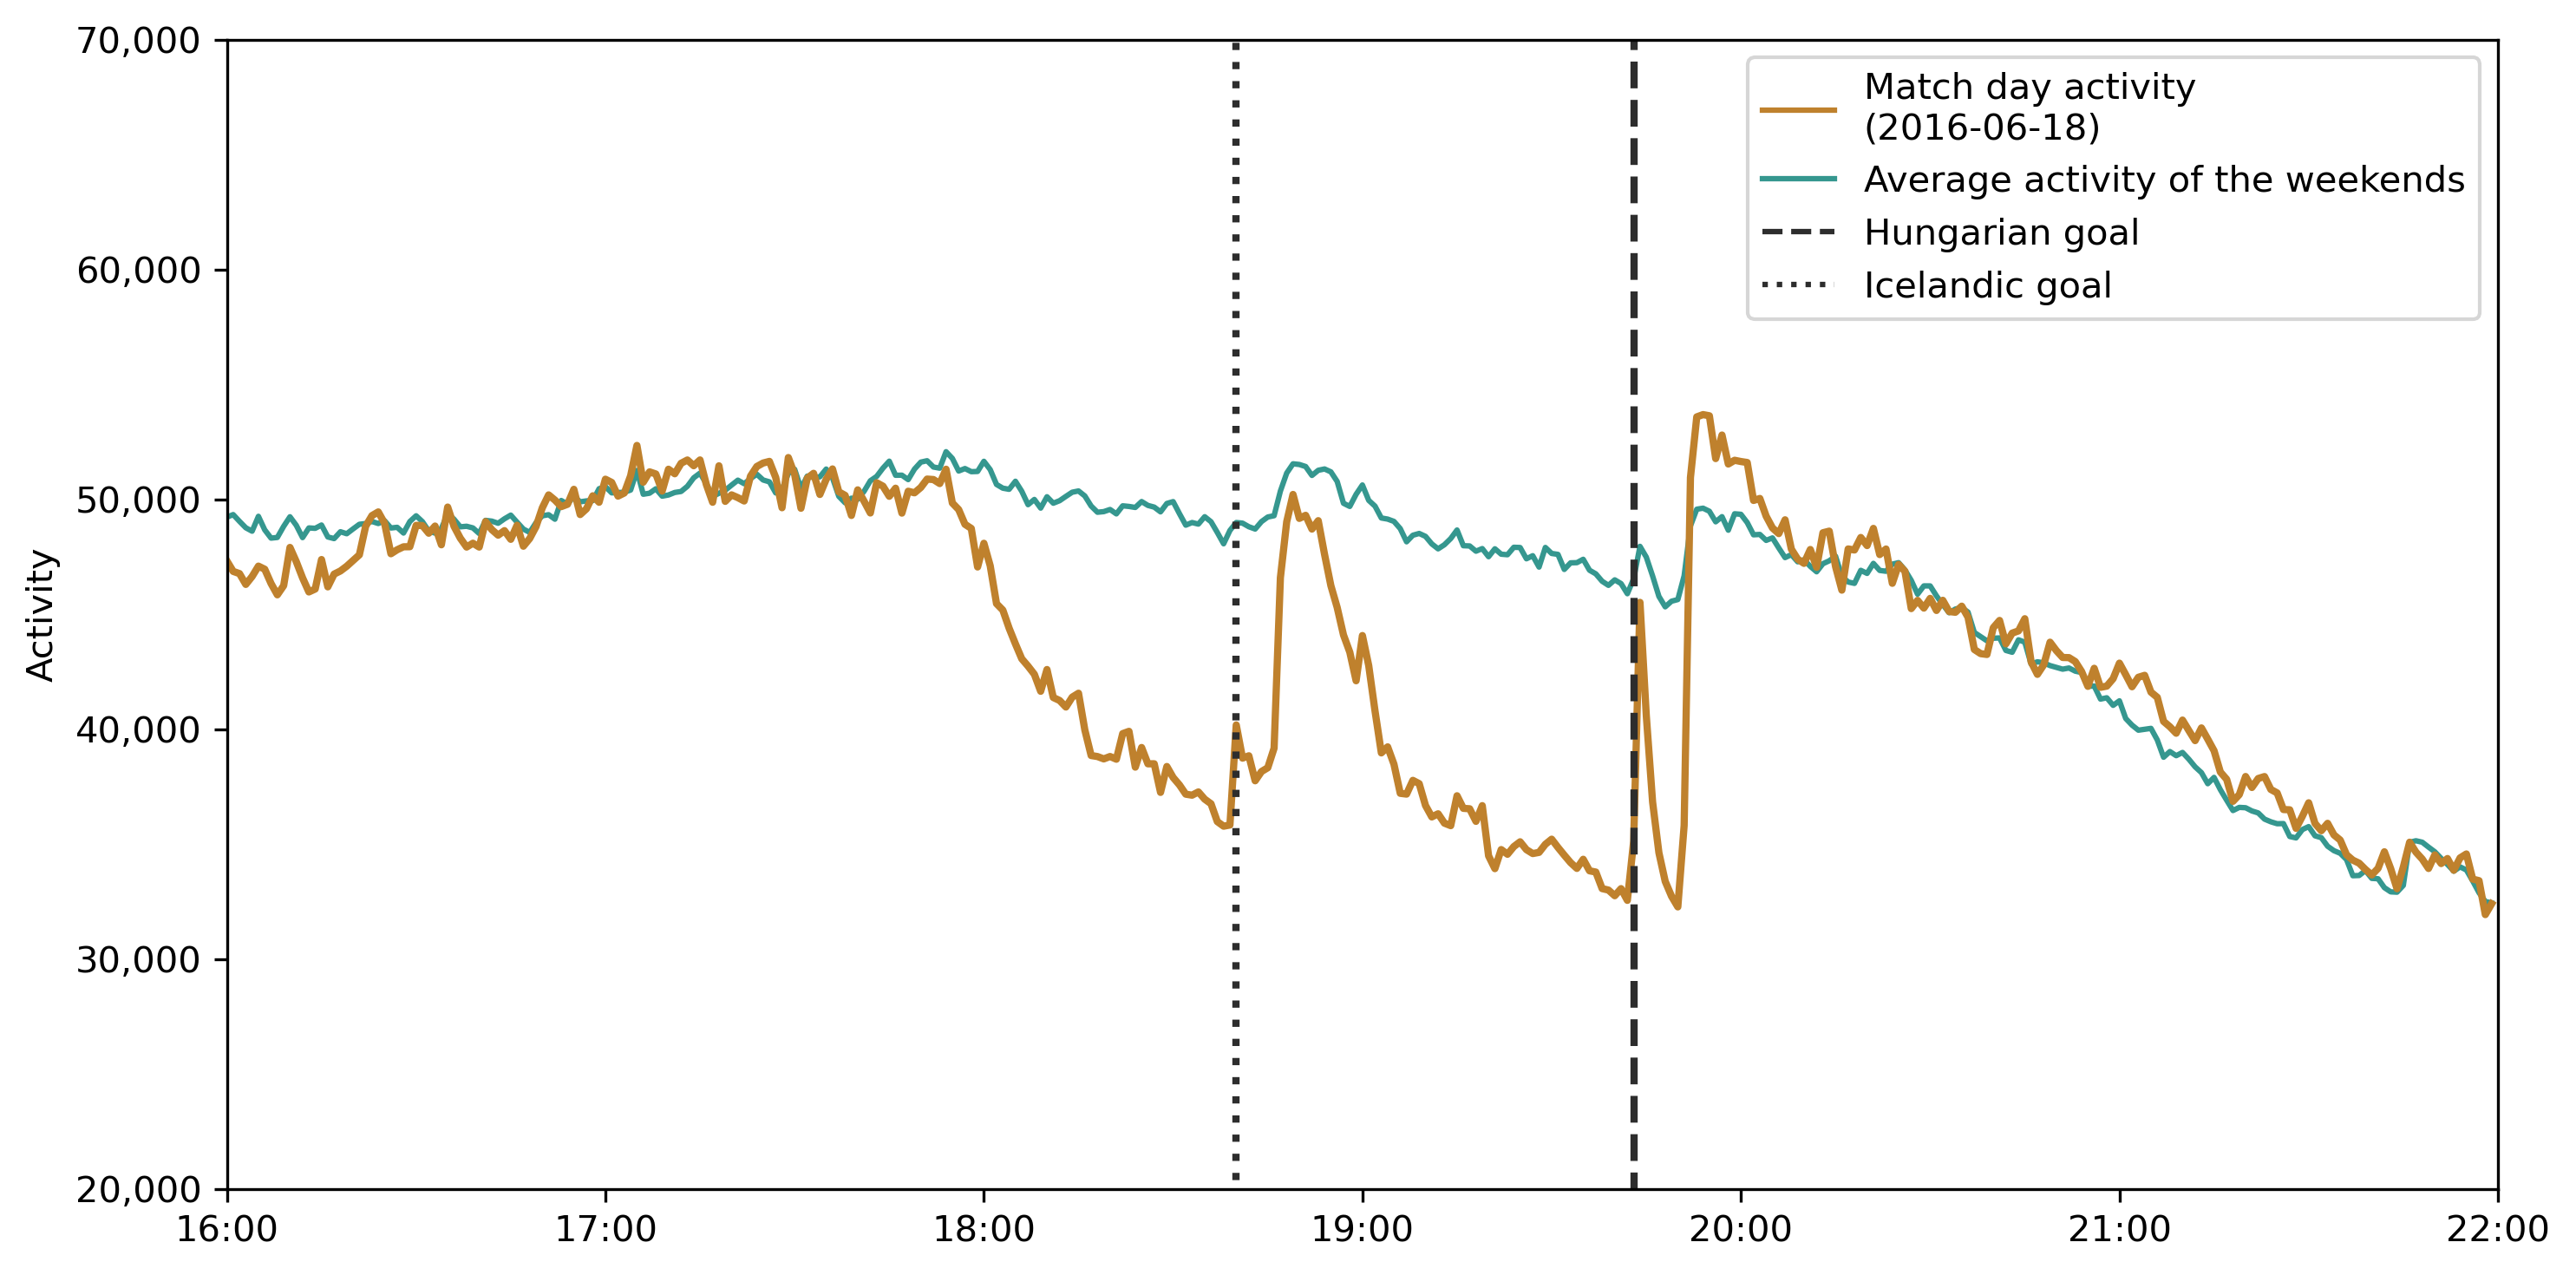 70,000
60,000
50,000
40,000
30,000
20,000
Activity
16:00 17:00 18:00 19:00 20:00 21:00 22:00
Match day activity
(2016-06-18)
Average activity of the weekends
Hungarian goal
Icelandic goal